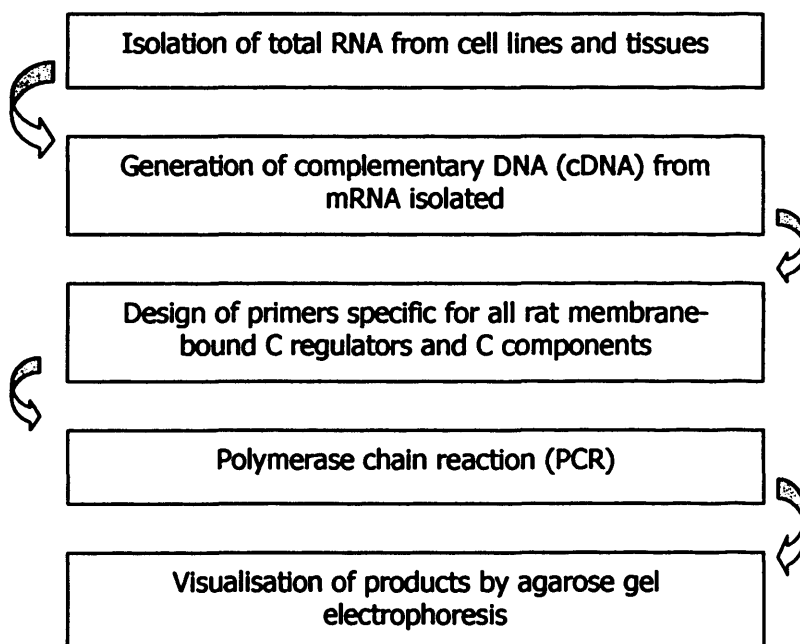 Isolation of total RNA from cell lines and tissues
Generation of complementary DNA (cDNA) from
mRNA isolated
Design of primers specific for all rat membrane-
bound C regulators and C components
Polymerase chain reaction (PCR)
Visualisation of products by agarose gel
electrophoresis